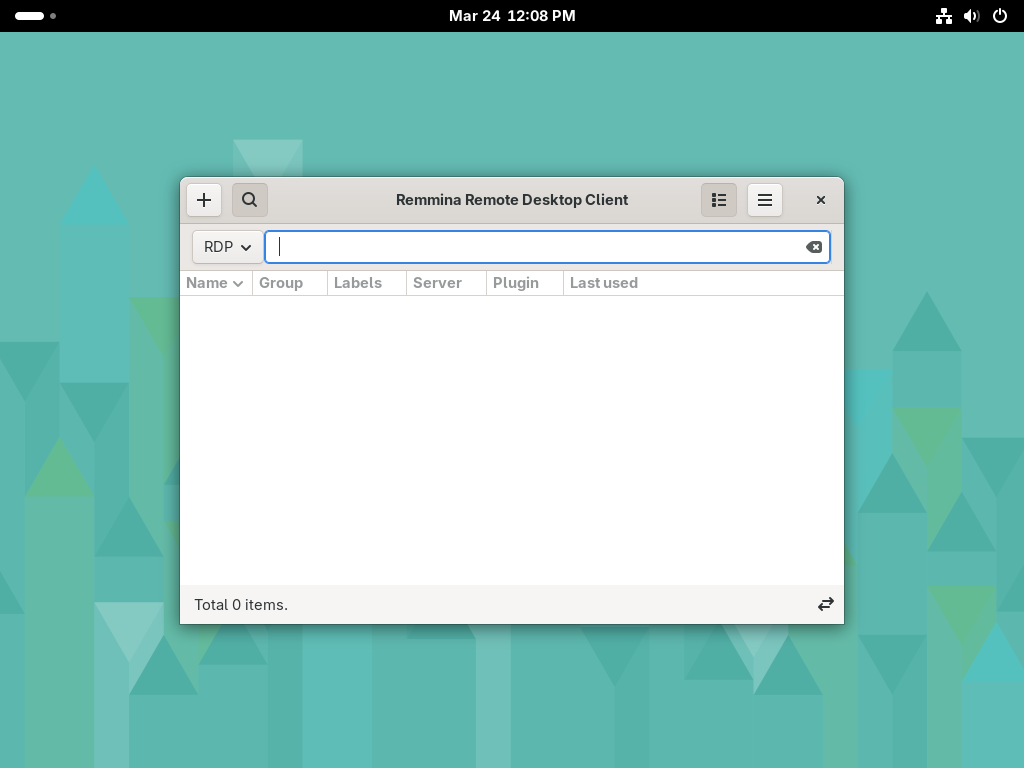 Mar 24 12:08 PM
Remmina Remote Desktop Client
RDP
Name Group Labels Server Plugin Last used
Total 0 items.